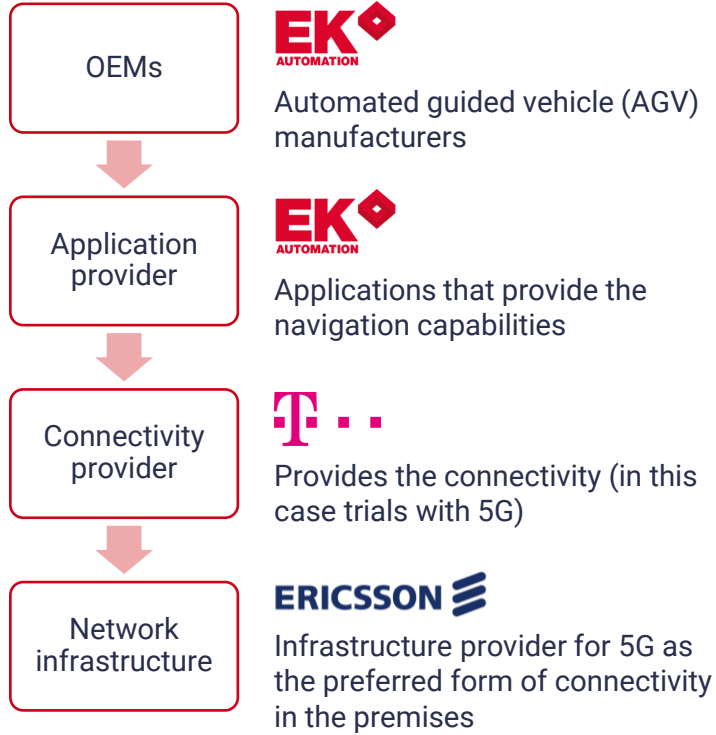 OEMs
EK
AUTOMATION
Automated guided vehicle (AGV)
manufacturers
Application
provider
EK
AUTOMATION
Applications that provide the
navigation capabilities
Connectivity
provider
T
Provides the connectivity (in this
case trials with 5G)
Network
infrastructure
ERICSSON
Infrastructure provider for 5G as
the preferred form of connectivity
in the premises